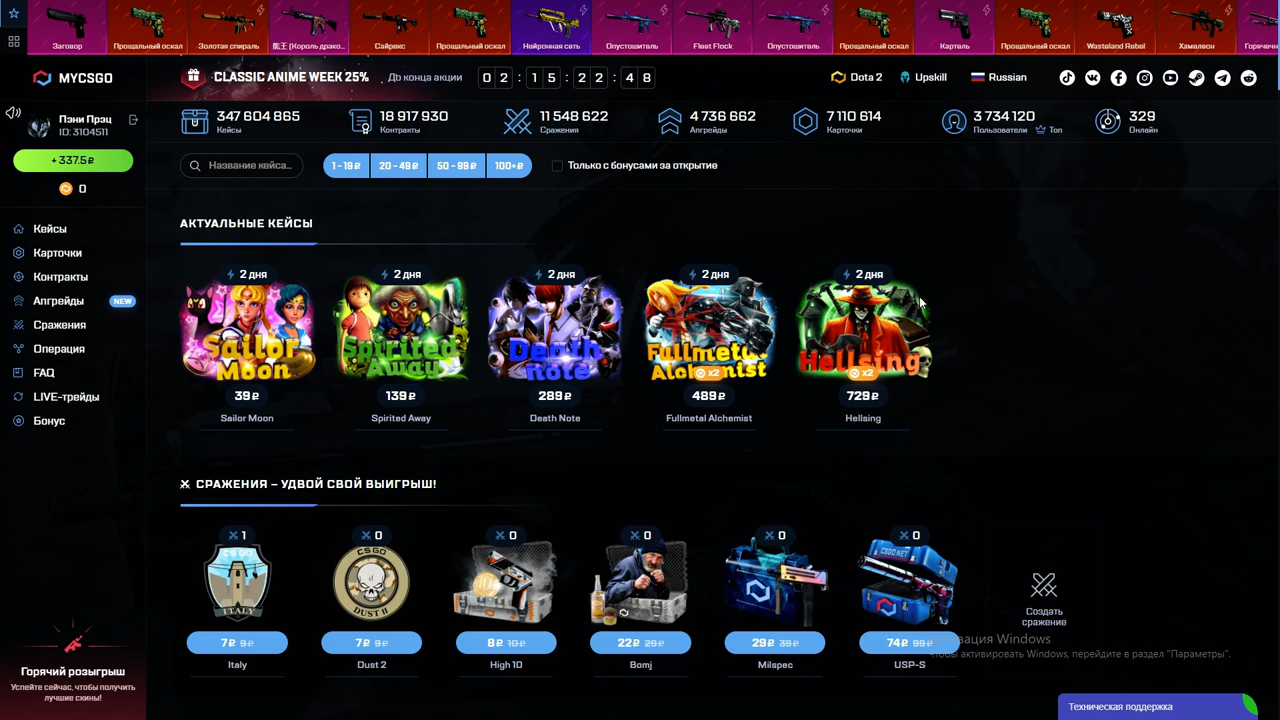 Заговор
Прощальный оскал
Золотая спираль
龍王 (Король драко...
Сайрекс
Прощальный оскал
Нейронная сеть
Опустошитель
Fleet Flock
Опустошитель
Прощальный оскал
Картель
Прощальный оскал
Wasteland Rebel
Хамелеон
MYCSGO
CLASSIC ANIME WEEK 25%
До конца акции
0 2 : 1 5 : 2 2 : 4 8
Dota 2
Upskill
Russian
Пэни Прэц
ID: 3104511
+ 337.5 ₽
0
347 604 865
Кейсы
18 917 930
Контракты
11 548 622
Сражения
4 736 662
Апгрейды
7 110 614
Карточки
3 734 120
Пользователи
Топ
329
Онлайн
Название кейса...
1 - 19 ₽
20 - 49 ₽
50 - 99 ₽
100+ ₽
Только с бонусами за открытие
Кейсы
Карточки
Контракты
Апгрейды NEW
Сражения
Операция
FAQ
LIVE-трейды
Бонус
АКТУАЛЬНЫЕ КЕЙСЫ
2 дня
2 дня
2 дня
2 дня
2 дня
Sailor Moon
Spirited Away
Death Note
Fullmetal Alchemist
Hellsing
x2
x2
39 ₽
139 ₽
289 ₽
489 ₽
729 ₽
Sailor Moon
Spirited Away
Death Note
Fullmetal Alchemist
Hellsing
СРАЖЕНИЯ – УДВОЙ СВОЙ ВЫИГРЫШ!
1
0
0
0
0
0
CS GO
ITALY
CS GO
DUST II
CSGO.NET
Создать
сражение
7 ₽ 9 ₽
7 ₽ 9 ₽
8 ₽ 10 ₽
22 ₽ 29 ₽
29 ₽ 39 ₽
74 ₽ 99 ₽
Italy
Dust 2
High 10
Bomj
Milspec
USP-S
Windows
активировать Windows, перейдите в раздел "Параметры".
Горячий розыгрыш
Успейте сейчас, чтобы получить
лучшие скины!
Техническая поддержка